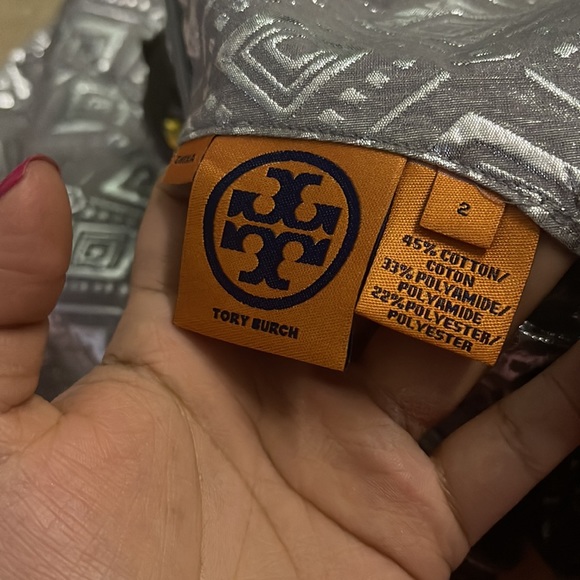 TORY BURCH
2
45% COTTON/
COTON
33% POLYAMIDE/
POLYAMIDE
22% POLYESTER/
POLYESTER